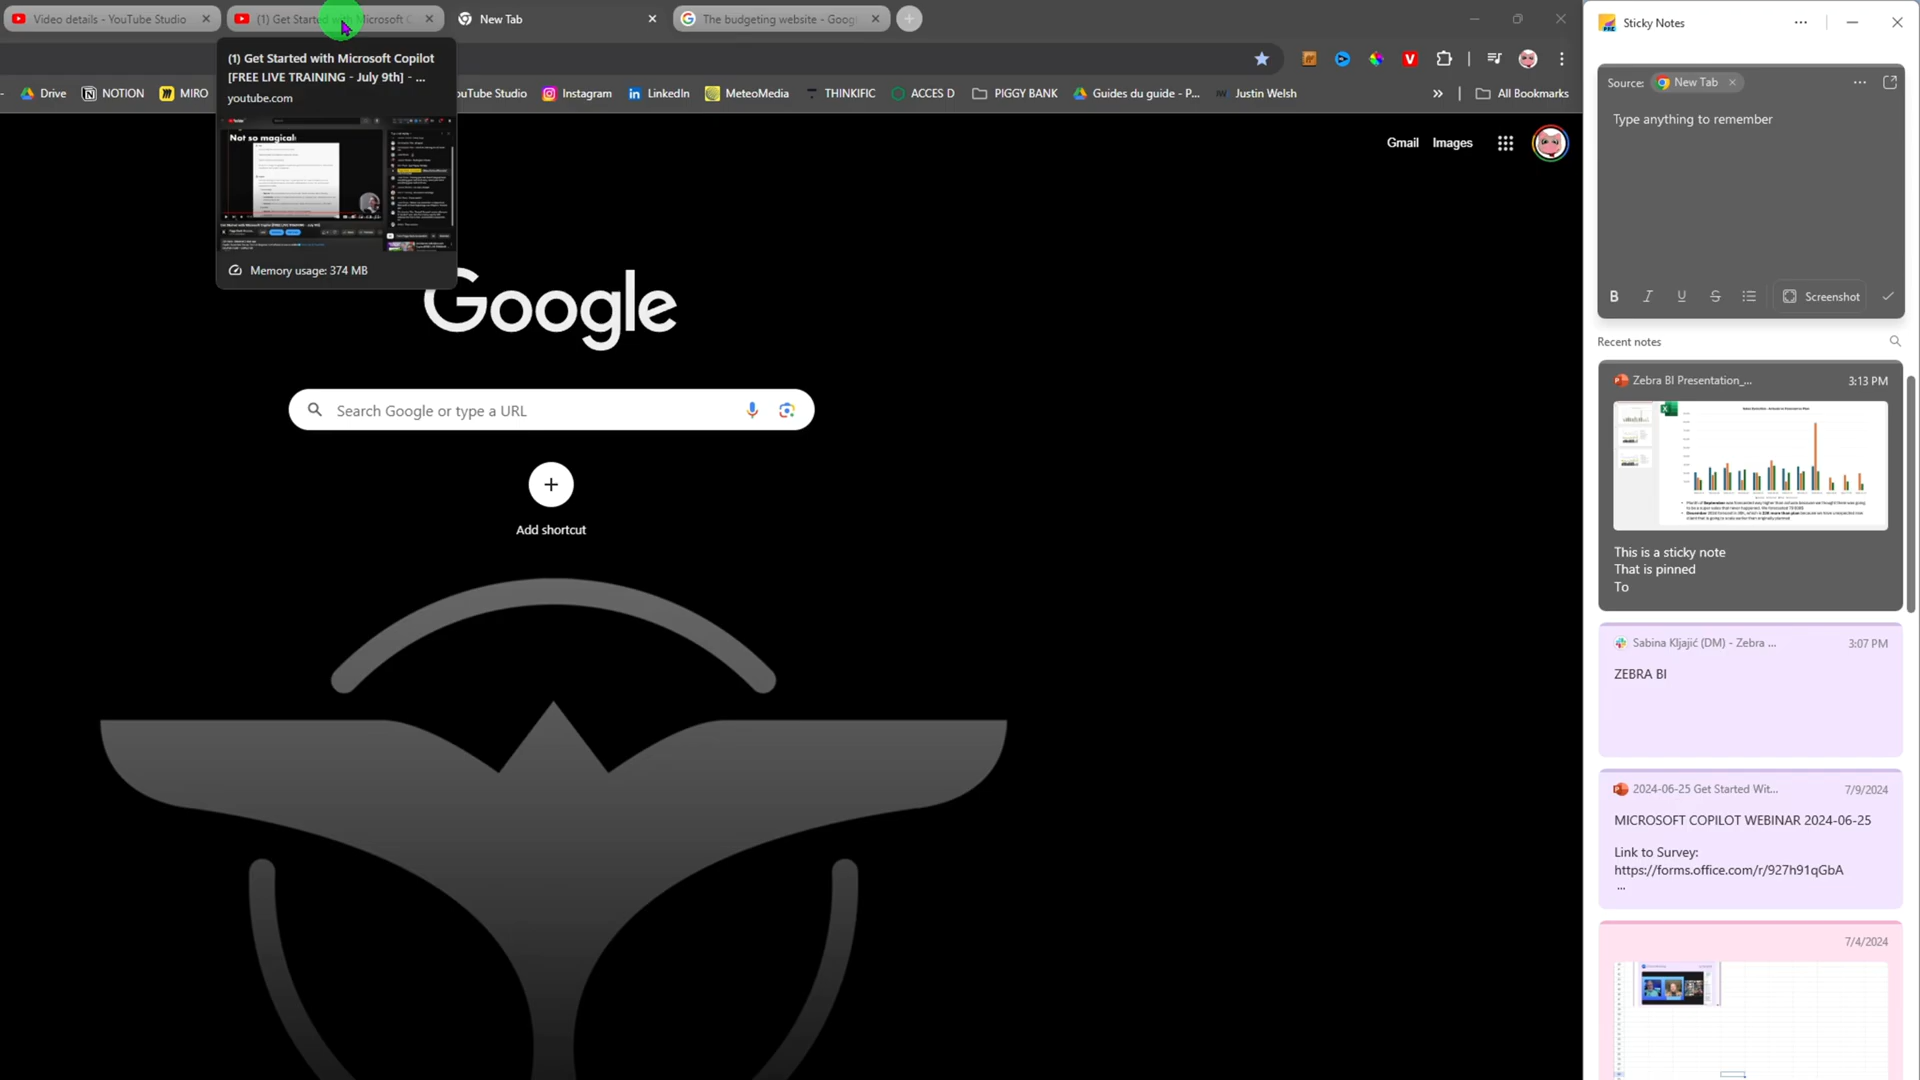 Video details - YouTube Studio
(1) Get Started with Microsoft C
New Tab
The budgeting website - Goog
(1) Get Started with Microsoft Copilot
[FREE LIVE TRAINING - July 9th] - ...
youtube.com
Not so magical!
Memory usage: 374 MB
Drive
NOTION
MIRO
ouTube Studio
Instagram
LinkedIn
MeteoMedia
THINKIFIC
ACCES D
PIGGY BANK
Guides du guide - P...
Justin Welsh
»
All Bookmarks
Gmail
Images
Google
Search Google or type a URL
Add shortcut
Sticky Notes
Source:
New Tab
Type anything to remember
B I U S
Screenshot
Recent notes
Zebra BI Presentation_...
3:13 PM
This is a sticky note
That is pinned
To
Sabina Kljajić (DM) - Zebra ...
3:07 PM
ZEBRA BI
2024-06-25 Get Started Wit...
7/9/2024
MICROSOFT COPILOT WEBINAR 2024-06-25
Link to Survey:
https://forms.office.com/r/927h91qGbA
...
7/4/2024